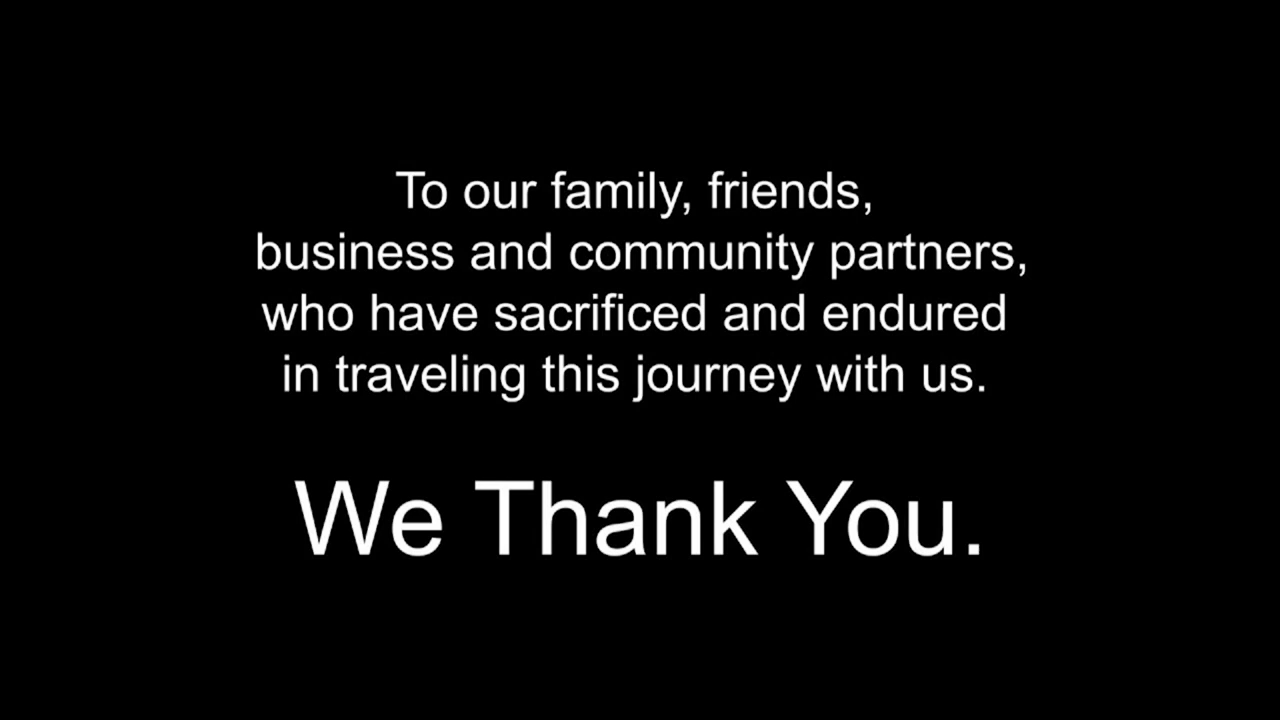 To our family, friends,
business and community partners,
who have sacrificed and endured
in traveling this journey with us.
We Thank You.